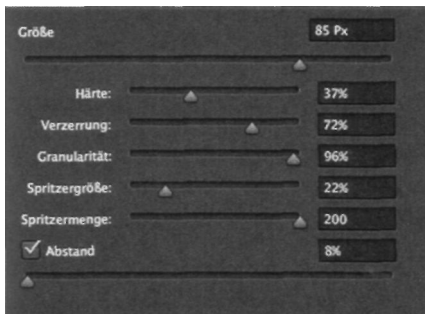 Größe 85 Px
Härte: 37%
Verzerrung: 72%
Granularität: 96%
Spritzergröße: 22%
Spritzermenge: 200
Abstand 8%